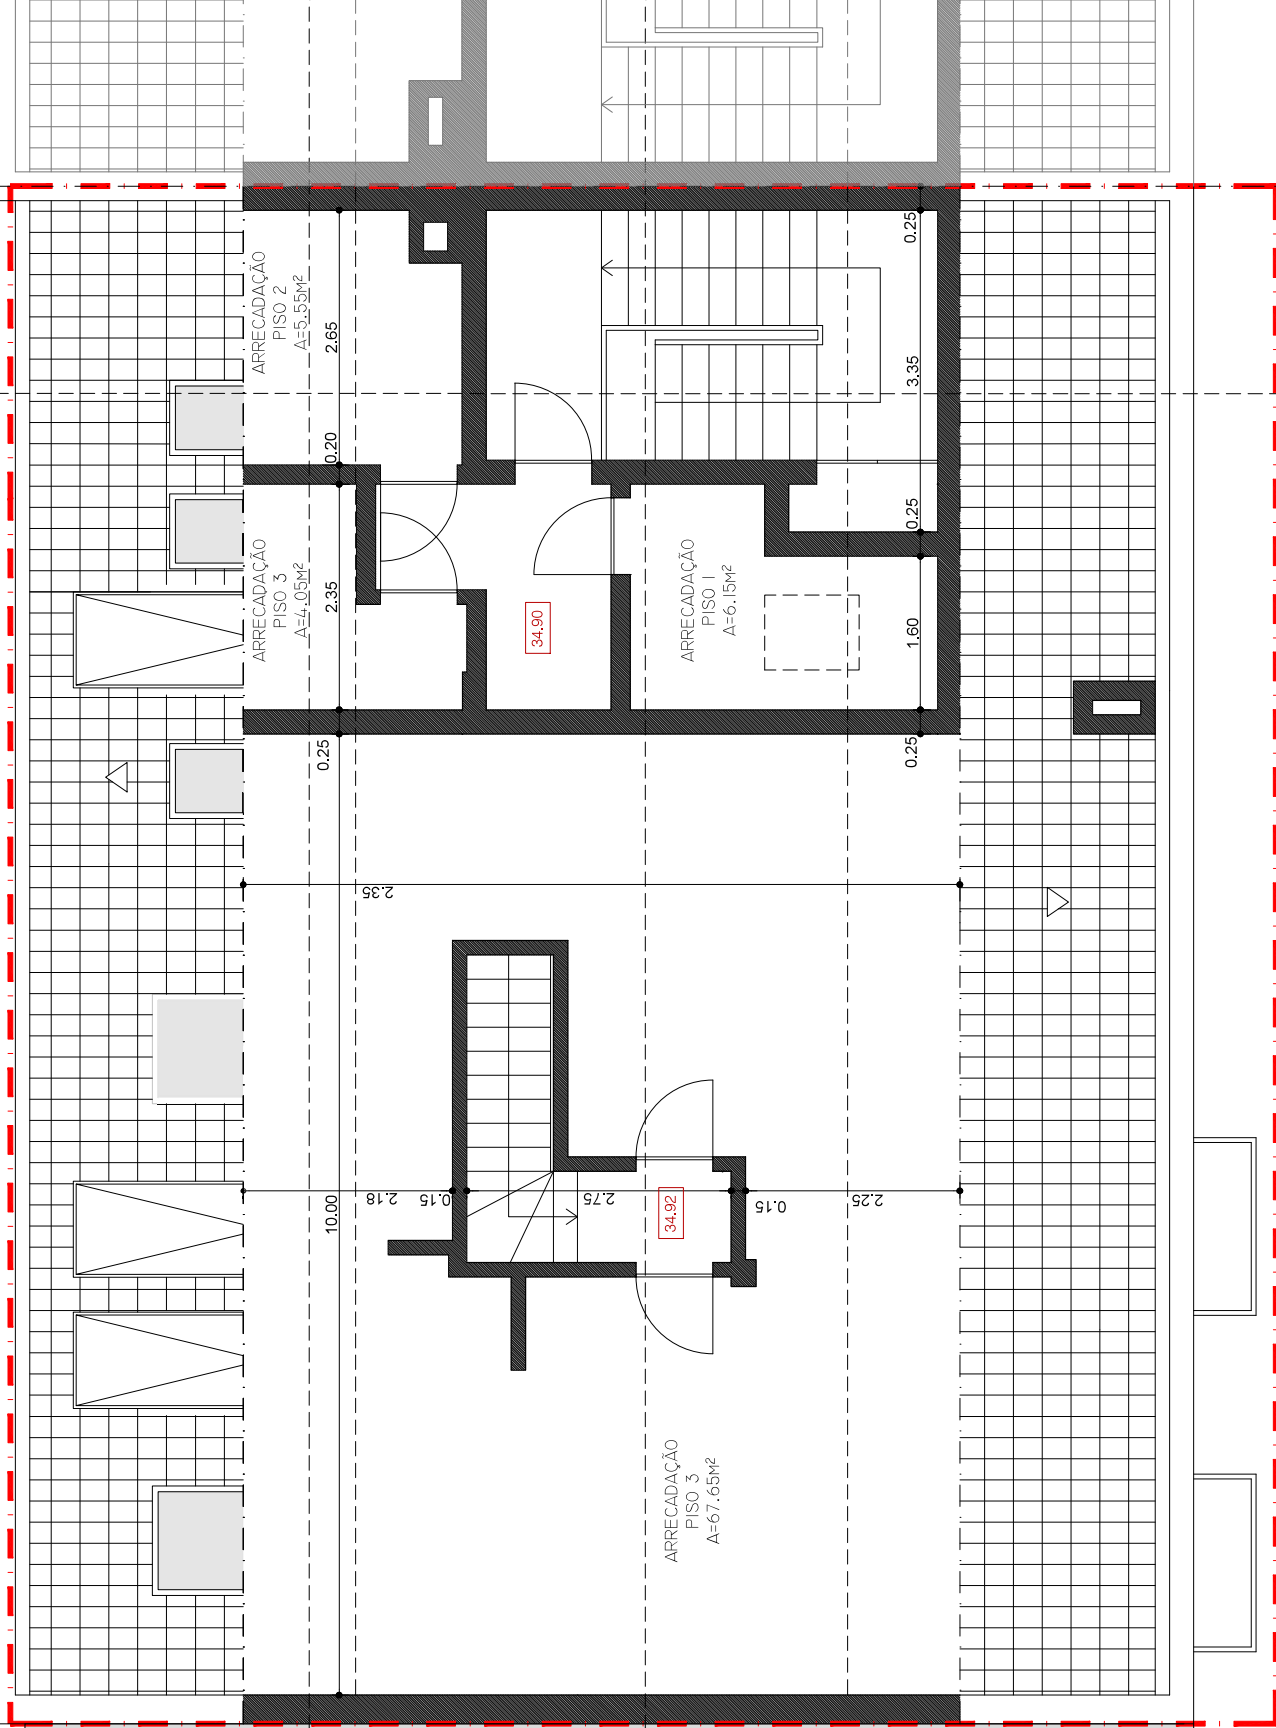 ARRECADAÇÃO
PISO 2
A=5.55M²
2.65
0.20
0.25
3.35
0.25
ARRECADAÇÃO
PISO 3
A=4.05M²
2.35
34.90
ARRECADAÇÃO
PISO 1
A=6.15M²
1.60
0.25
0.25
2.35
10.00
2.18
0.15
2.75
34.92
0.15
2.25
ARRECADAÇÃO
PISO 3
A=67.65M²